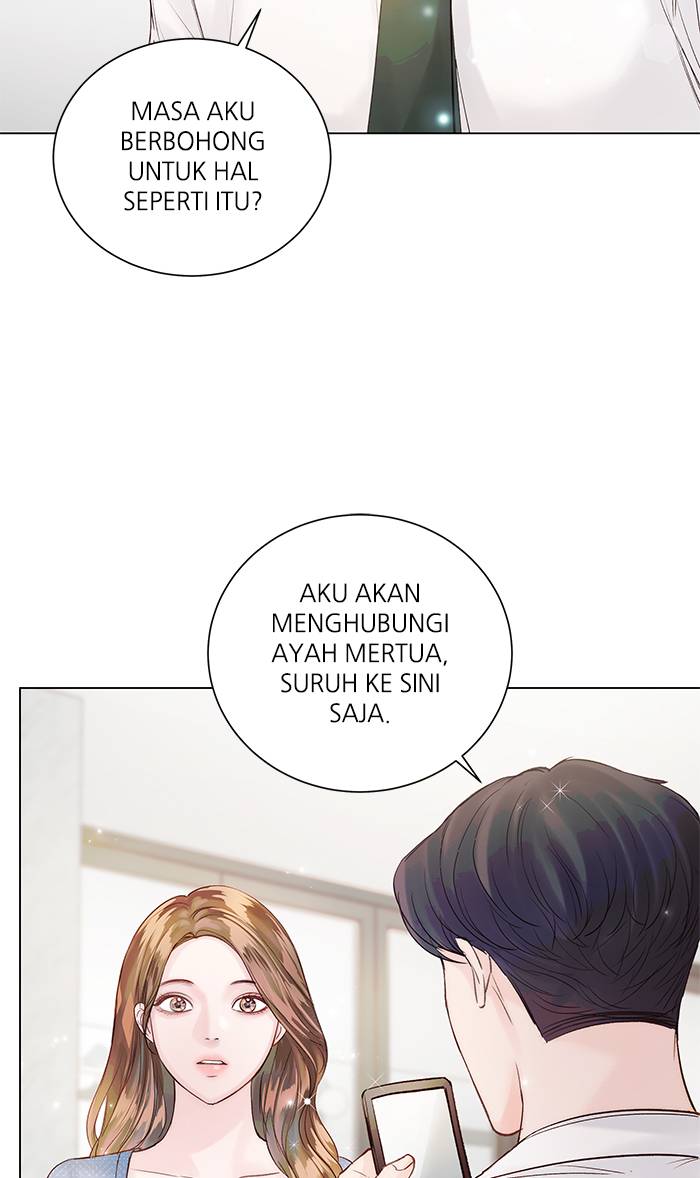 MASA AKU
BERBOHONG
UNTUK HAL
SEPERTI ITU?
AKU AKAN
MENGHUBUNGI
AYAH MERTUA,
SURUH KE SINI
SAJA.